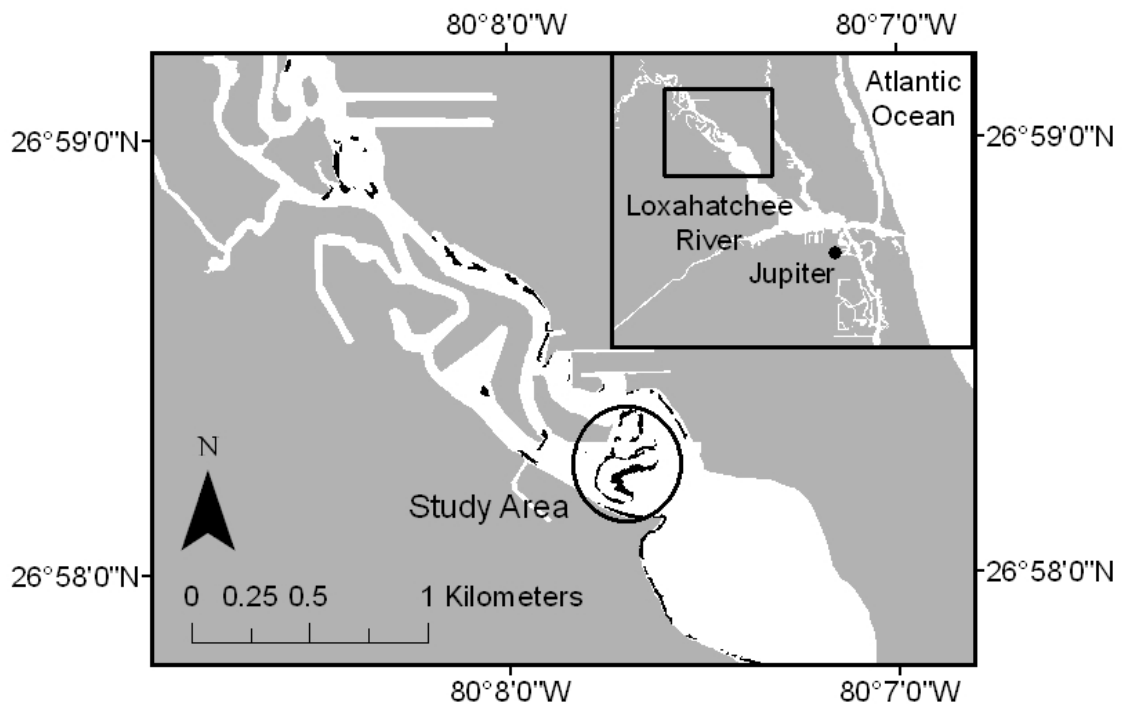 80°8'0"W
80°7'0"W
Atlantic
Ocean
26°59'0"N
26°59'0"N
Loxahatchee
River
Jupiter
N
Study Area
26°58'0"N
26°58'0"N
0 0.25 0.5 1 Kilometers
80°8'0"W
80°7'0"W